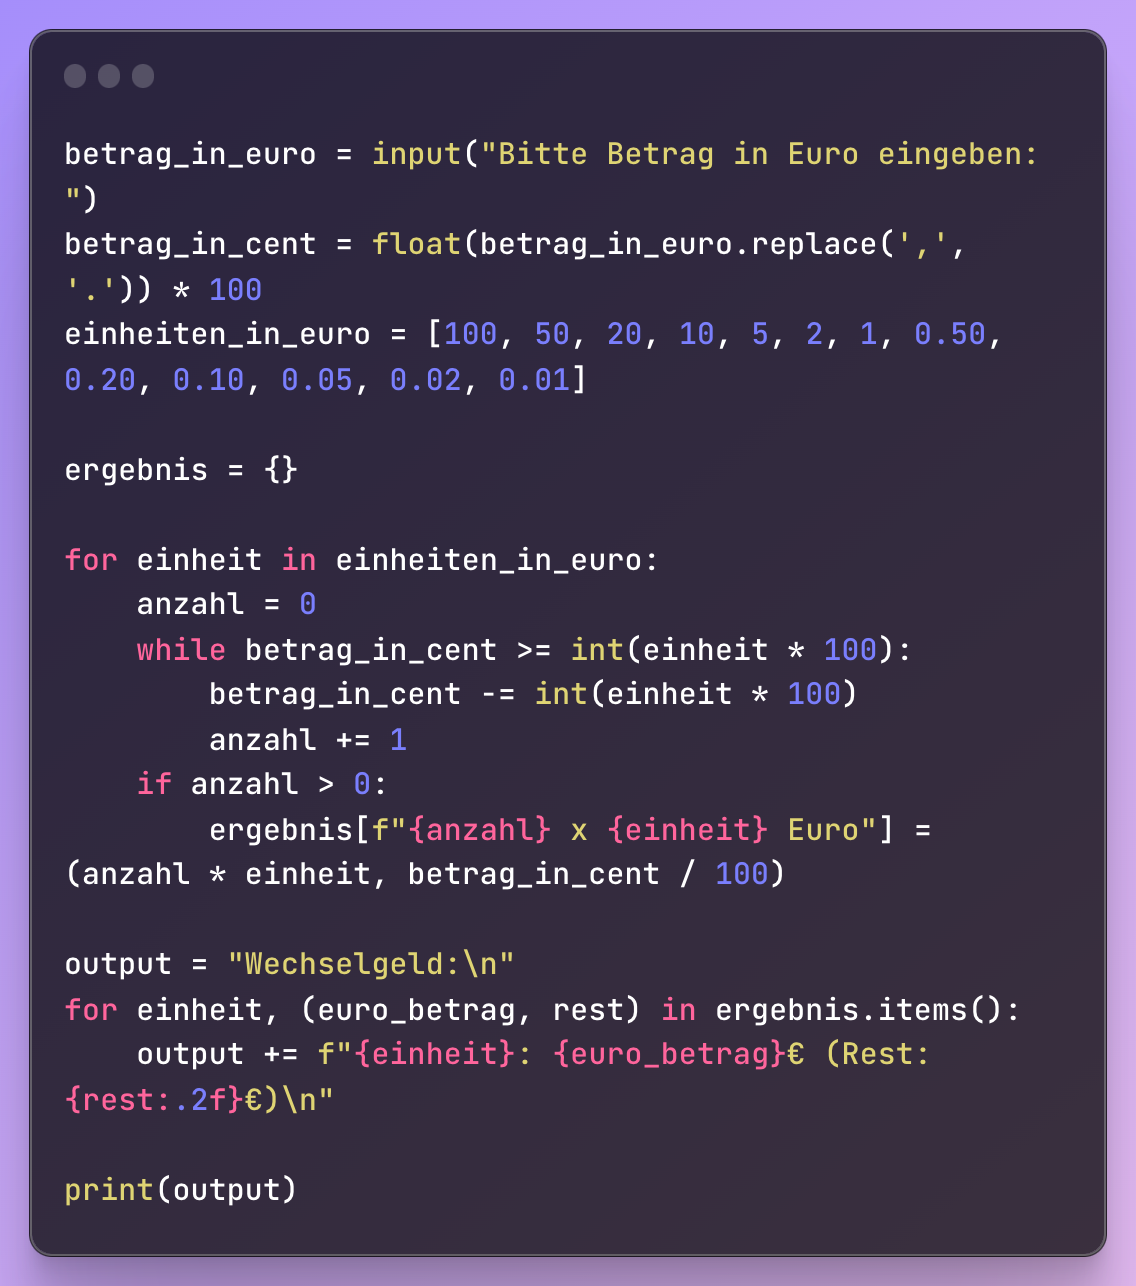 betrag_in_euro = input("Bitte Betrag in Euro eingeben:
")
betrag_in_cent = float(betrag_in_euro.replace(',',
'.')) * 100
einheiten_in_euro = [100, 50, 20, 10, 5, 2, 1, 0.50,
0.20, 0.10, 0.05, 0.02, 0.01]

ergebnis = {}

for einheit in einheiten_in_euro:
    anzahl = 0
    while betrag_in_cent >= int(einheit * 100):
        betrag_in_cent -= int(einheit * 100)
        anzahl += 1
    if anzahl > 0:
        ergebnis[f"{anzahl} x {einheit} Euro"] =
(anzahl * einheit, betrag_in_cent / 100)

output = "Wechselgeld:\n"
for einheit, (euro_betrag, rest) in ergebnis.items():
    output += f"{einheit}: {euro_betrag}€ (Rest:
{rest:.2f}€)\n"

print(output)